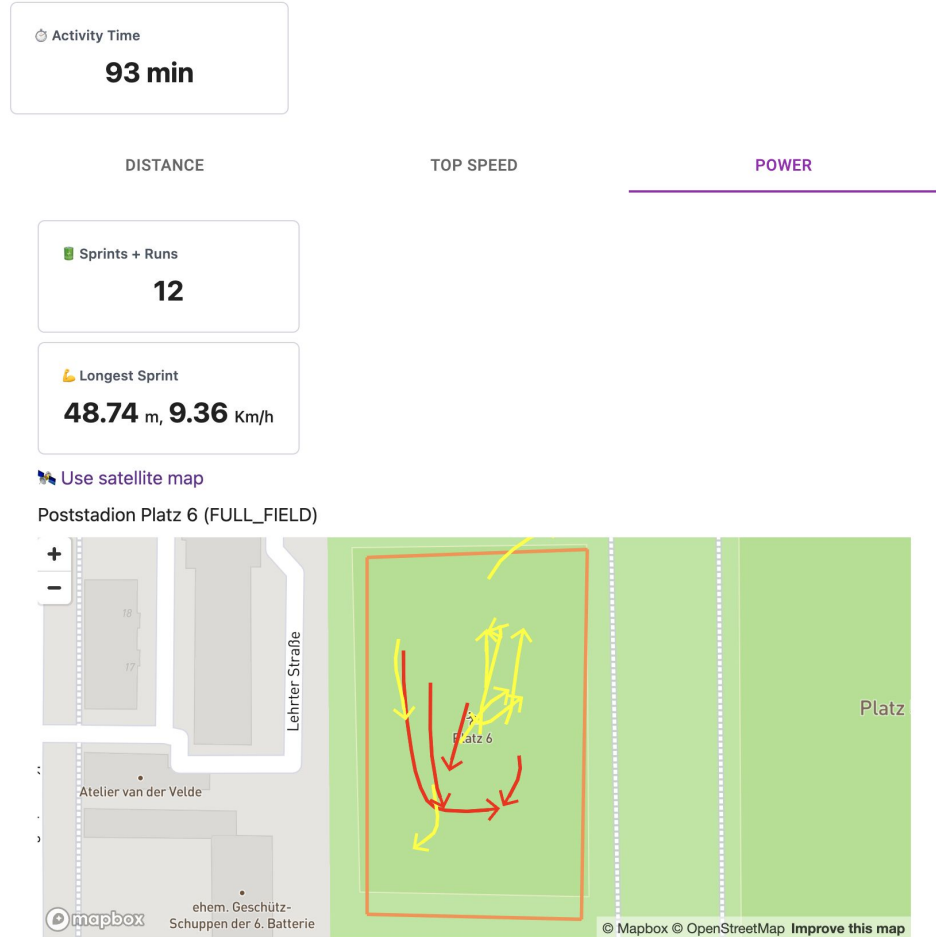 Activity Time
93 min
DISTANCE
TOP SPEED
POWER
Sprints + Runs
12
Longest Sprint
48.74 m, 9.36 Km/h
Use satellite map
Poststadion Platz 6 (FULL_FIELD)
+
−
18
17
Lehrter Straße
Platz
Platz 6
Atelier van der Velde
ehem. Geschütz-
Schuppen der 6. Batterie
mapbox
© Mapbox © OpenStreetMap Improve this map